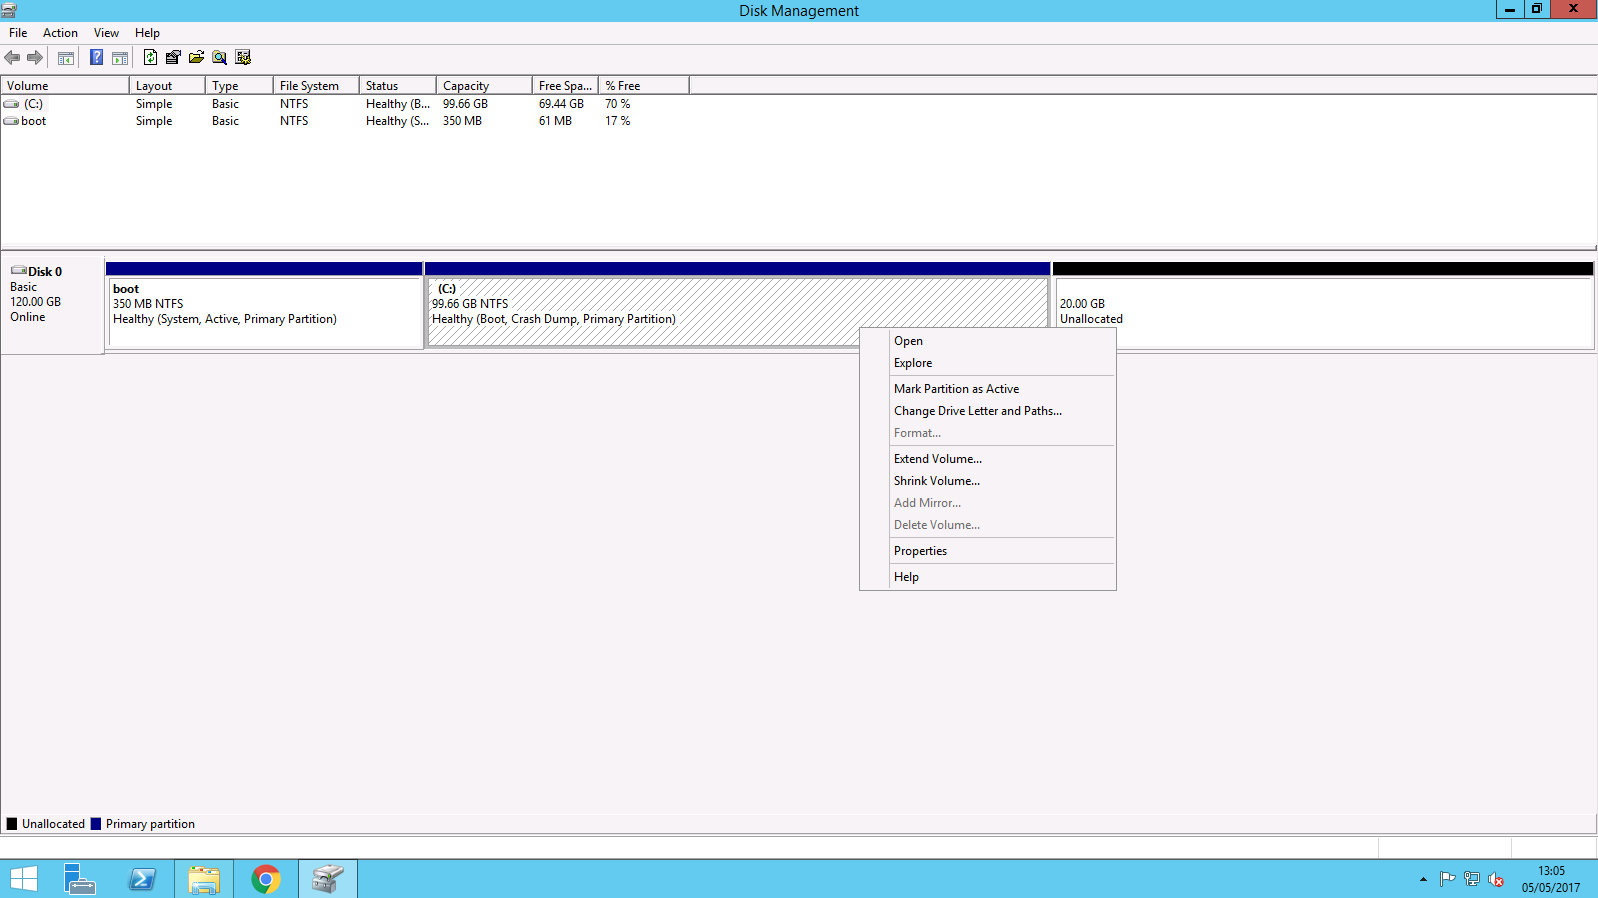 Disk Management
File Action View Help
Volume Layout Type File System Status Capacity Free Spa... % Free
(C:) Simple Basic NTFS Healthy (B... 99.66 GB 69.44 GB 70 %
boot Simple Basic NTFS Healthy (S... 350 MB 61 MB 17 %
Disk 0
Basic
120.00 GB
Online
boot
350 MB NTFS
Healthy (System, Active, Primary Partition)
(C:)
99.66 GB NTFS
Healthy (Boot, Crash Dump, Primary Partition)
20.00 GB
Unallocated
Open
Explore
Mark Partition as Active
Change Drive Letter and Paths...
Format...
Extend Volume...
Shrink Volume...
Add Mirror...
Delete Volume...
Properties
Help
Unallocated Primary partition
13:05
05/05/2017